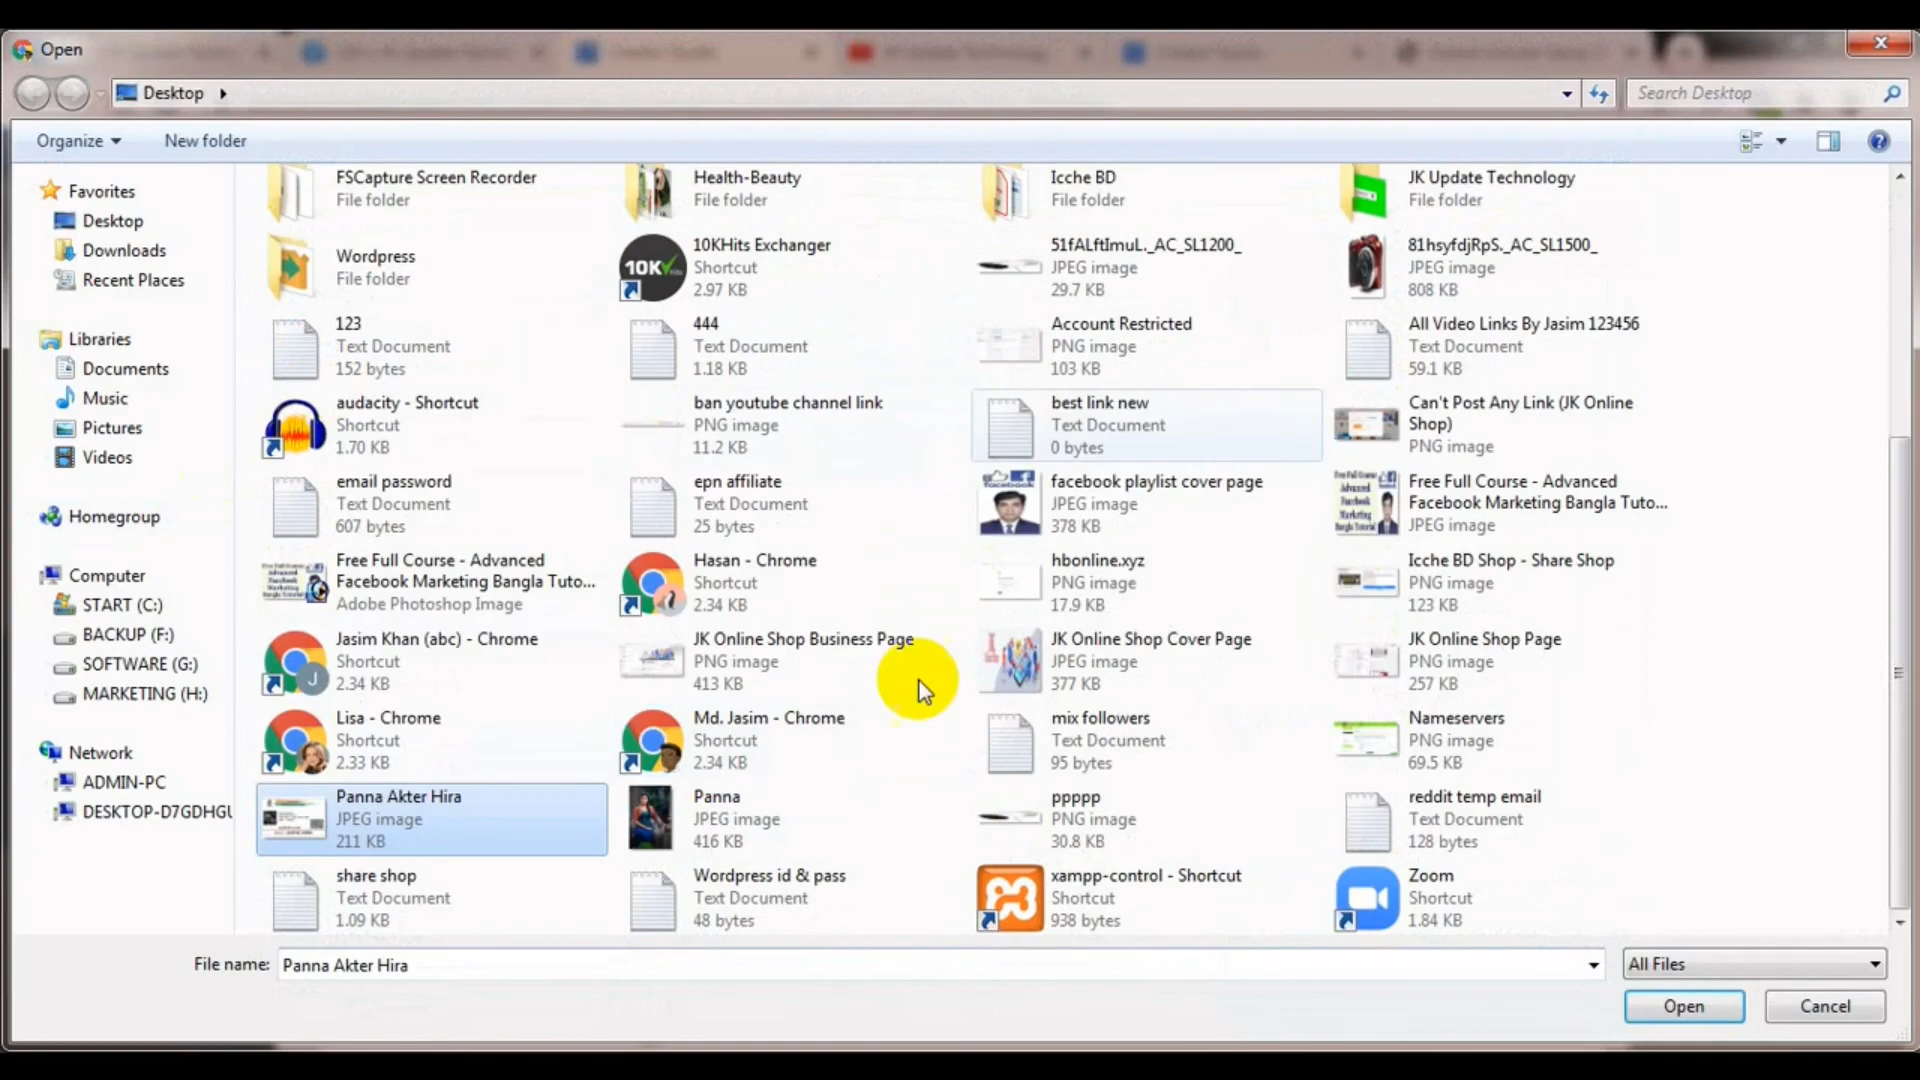 Open
Desktop
Search Desktop
Organize
New folder
Favorites
Desktop
Downloads
Recent Places
Libraries
Documents
Music
Pictures
Videos
Homegroup
Computer
START (C:)
BACKUP (F:)
SOFTWARE (G:)
MARKETING (H:)
Network
ADMIN-PC
DESKTOP-D7GDHGU
FSCapture Screen Recorder
File folder
Health-Beauty
File folder
Icche BD
File folder
JK Update Technology
File folder
Wordpress
File folder
10K
10KHits Exchanger
Shortcut
2.97 KB
51fALftImuL._AC_SL1200_
JPEG image
29.7 KB
81hsyfdjRpS._AC_SL1500_
JPEG image
808 KB
123
Text Document
152 bytes
444
Text Document
1.18 KB
Account Restricted
PNG image
103 KB
All Video Links By Jasim 123456
Text Document
59.1 KB
audacity - Shortcut
Shortcut
1.70 KB
ban youtube channel link
PNG image
11.2 KB
best link new
Text Document
0 bytes
Can't Post Any Link (JK Online
Shop)
PNG image
email password
Text Document
607 bytes
epn affiliate
Text Document
25 bytes
facebook playlist cover page
JPEG image
378 KB
Free Full Course - Advanced
Facebook Marketing Bangla Tuto...
JPEG image
Free Full Course - Advanced
Facebook Marketing Bangla Tuto...
Adobe Photoshop Image
Hasan - Chrome
Shortcut
2.34 KB
hbonline.xyz
PNG image
17.9 KB
Icche BD Shop - Share Shop
PNG image
123 KB
J
Jasim Khan (abc) - Chrome
Shortcut
2.34 KB
JK Online Shop Business Page
PNG image
413 KB
JK Online Shop Cover Page
JPEG image
377 KB
JK Online Shop Page
PNG image
257 KB
Lisa - Chrome
Shortcut
2.33 KB
Md. Jasim - Chrome
Shortcut
2.34 KB
mix followers
Text Document
95 bytes
Nameservers
PNG image
69.5 KB
Panna Akter Hira
JPEG image
211 KB
Panna
JPEG image
416 KB
ppppp
PNG image
30.8 KB
reddit temp email
Text Document
128 bytes
share shop
Text Document
1.09 KB
Wordpress id & pass
Text Document
48 bytes
xampp-control - Shortcut
Shortcut
938 bytes
Zoom
Shortcut
1.84 KB
File name:
Panna Akter Hira
All Files
Open
Cancel